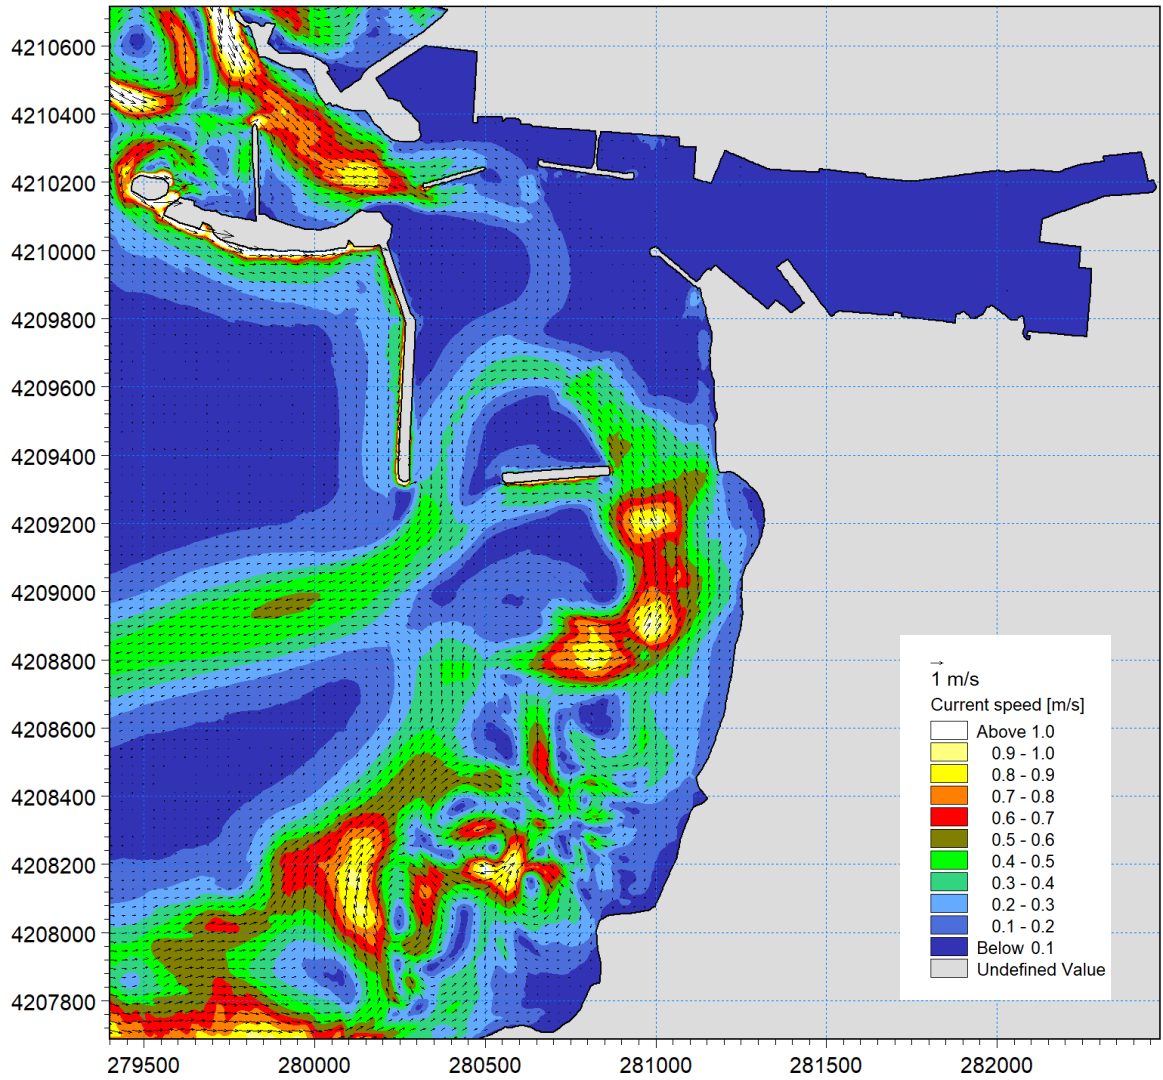 4210600
4210400
4210200
4210000
4209800
4209600
4209400
4209200
4209000
4208800
4208600
4208400
4208200
4208000
4207800
1 m/s
Current speed [m/s]
Above 1.0
0.9 - 1.0
0.8 - 0.9
0.7 - 0.8
0.6 - 0.7
0.5 - 0.6
0.4 - 0.5
0.3 - 0.4
0.2 - 0.3
0.1 - 0.2
Below 0.1
Undefined Value
279500 280000 280500 281000 281500 282000